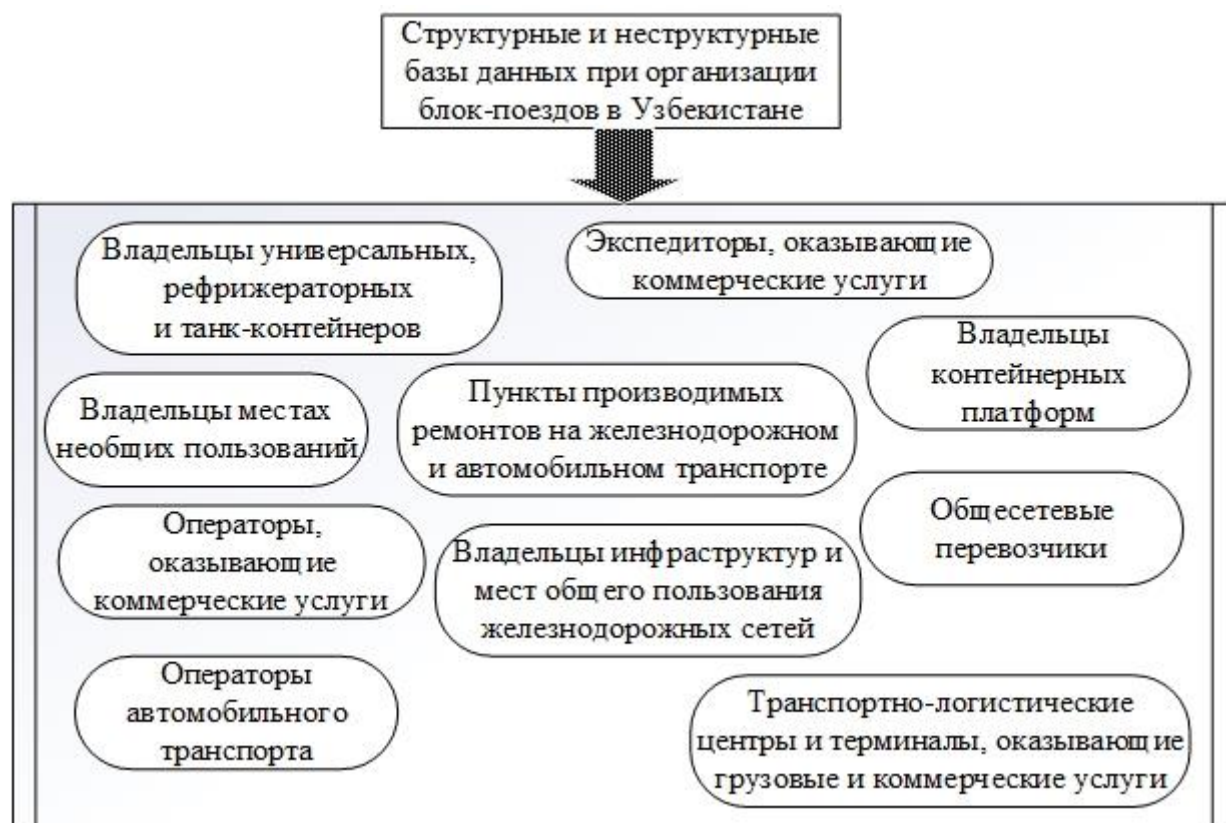 Структурные и неструктурные
базы данных при организации
блок-поездов в Узбекистане
Владельцы универсальных,
рефрижераторных
и танк-контейнеров
Экспедиторы, оказывающие
коммерческие услуги
Владельцы
контейнерных
платформ
Владельцы местах
необщих пользований
Пункты производимых
ремонтов на железнодорожном
и автомобильном транспорте
Общесетевые
перевозчики
Операторы,
оказывающие
коммерческие услуги
Владельцы инфраструктур и
мест общего пользования
железнодорожных сетей
Операторы
автомобильного
транспорта
Транспортно-логистические
центры и терминалы, оказывающие
грузовые и коммерческие услуги